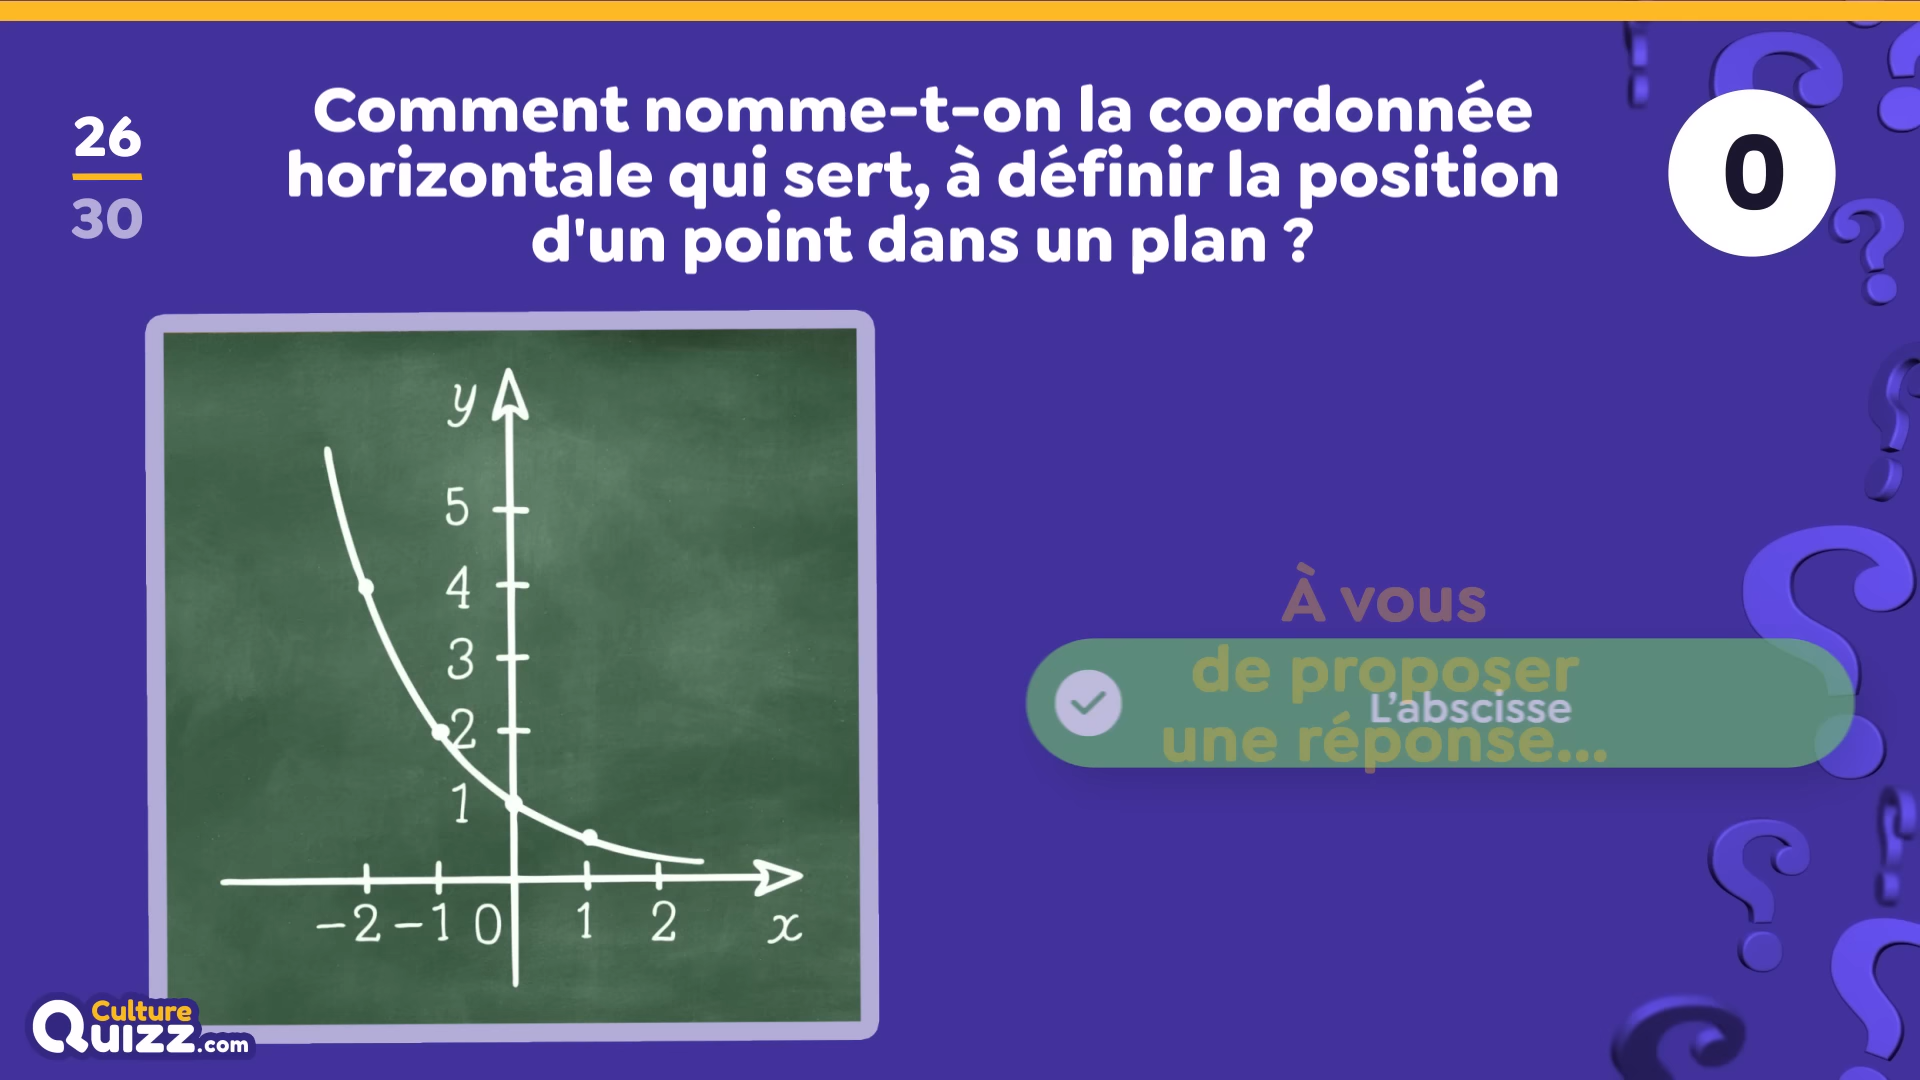 Comment nomme-t-on la coordonnée
horizontale qui sert, à définir la position
d'un point dans un plan ?
26
30
0
y
5
4
3
2
1
-2 -1 0 1 2 x
À vous
de proposer
L'abscisse
une réponse...
Culture
Quizz.com